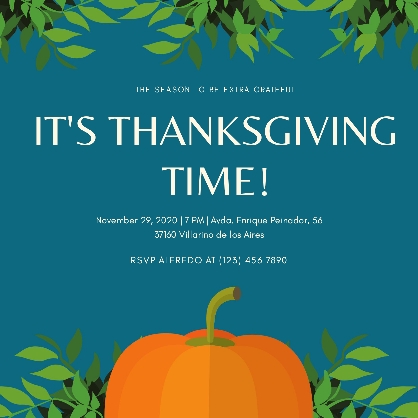 THE SEASON TO BE EXTRA GRATEFUL
IT'S THANKSGIVING
TIME!
November 29, 2020 | 7 PM | Avda. Enrique Peinador, 56
37160 Villarino de los Aires
RSVP ALFREDO AT (123) 456 7890